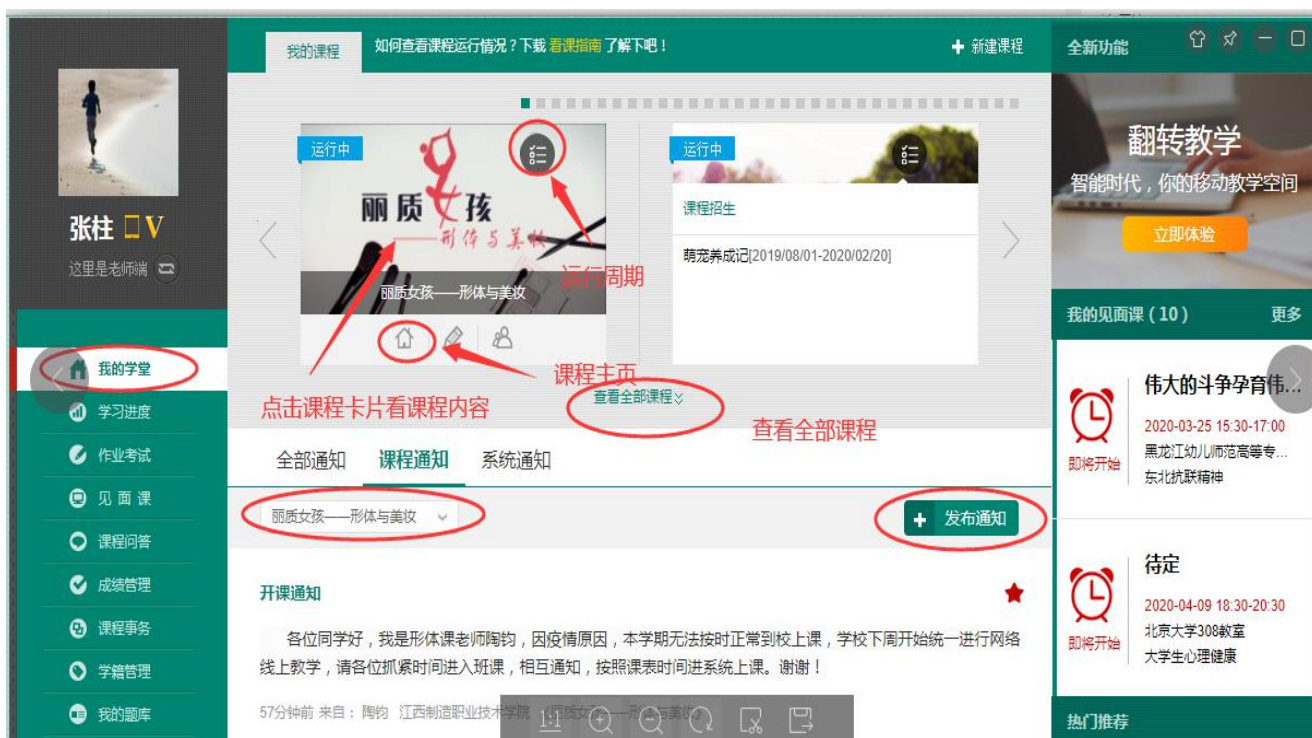 我的课程
如何查看课程运行情况？下载 看课指南 了解下吧！
新建课程
全新功能
张柱 V
这里是老师端
我的学堂
学习进度
作业考试
见 面 课
课程问答
成绩管理
课程事务
学籍管理
我的题库
运行中
丽质女孩
——形体与美妆
丽质女孩——形体与美妆
运行周期
课程主页
点击课程卡片看课程内容
运行中
课程招生
萌宠养成记[2019/08/01-2020/02/20]
查看全部课程
查看全部课程
全部通知
课程通知
系统通知
丽质女孩——形体与美妆
发布通知
开课通知
各位同学好，我是形体课老师陶钧，因疫情原因，本学期无法按时正常到校上课，学校下周开始统一进行网络
线上教学，请各位抓紧时间进入班课，相互通知，按照课表时间进系统上课。谢谢！
57分钟前 来自： 陶钧 江西制造职业技术学院 《丽质女孩——形体与美妆》
1:1
翻转教学
智能时代，你的移动教学空间
立即体验
我的见面课（10）
更多
伟大的斗争孕育伟...
2020-03-25 15:30-17:00
即将开始
黑龙江幼儿师范高等专...
东北抗联精神
待定
2020-04-09 18:30-20:30
即将开始
北京大学308教室
大学生心理健康
热门推荐